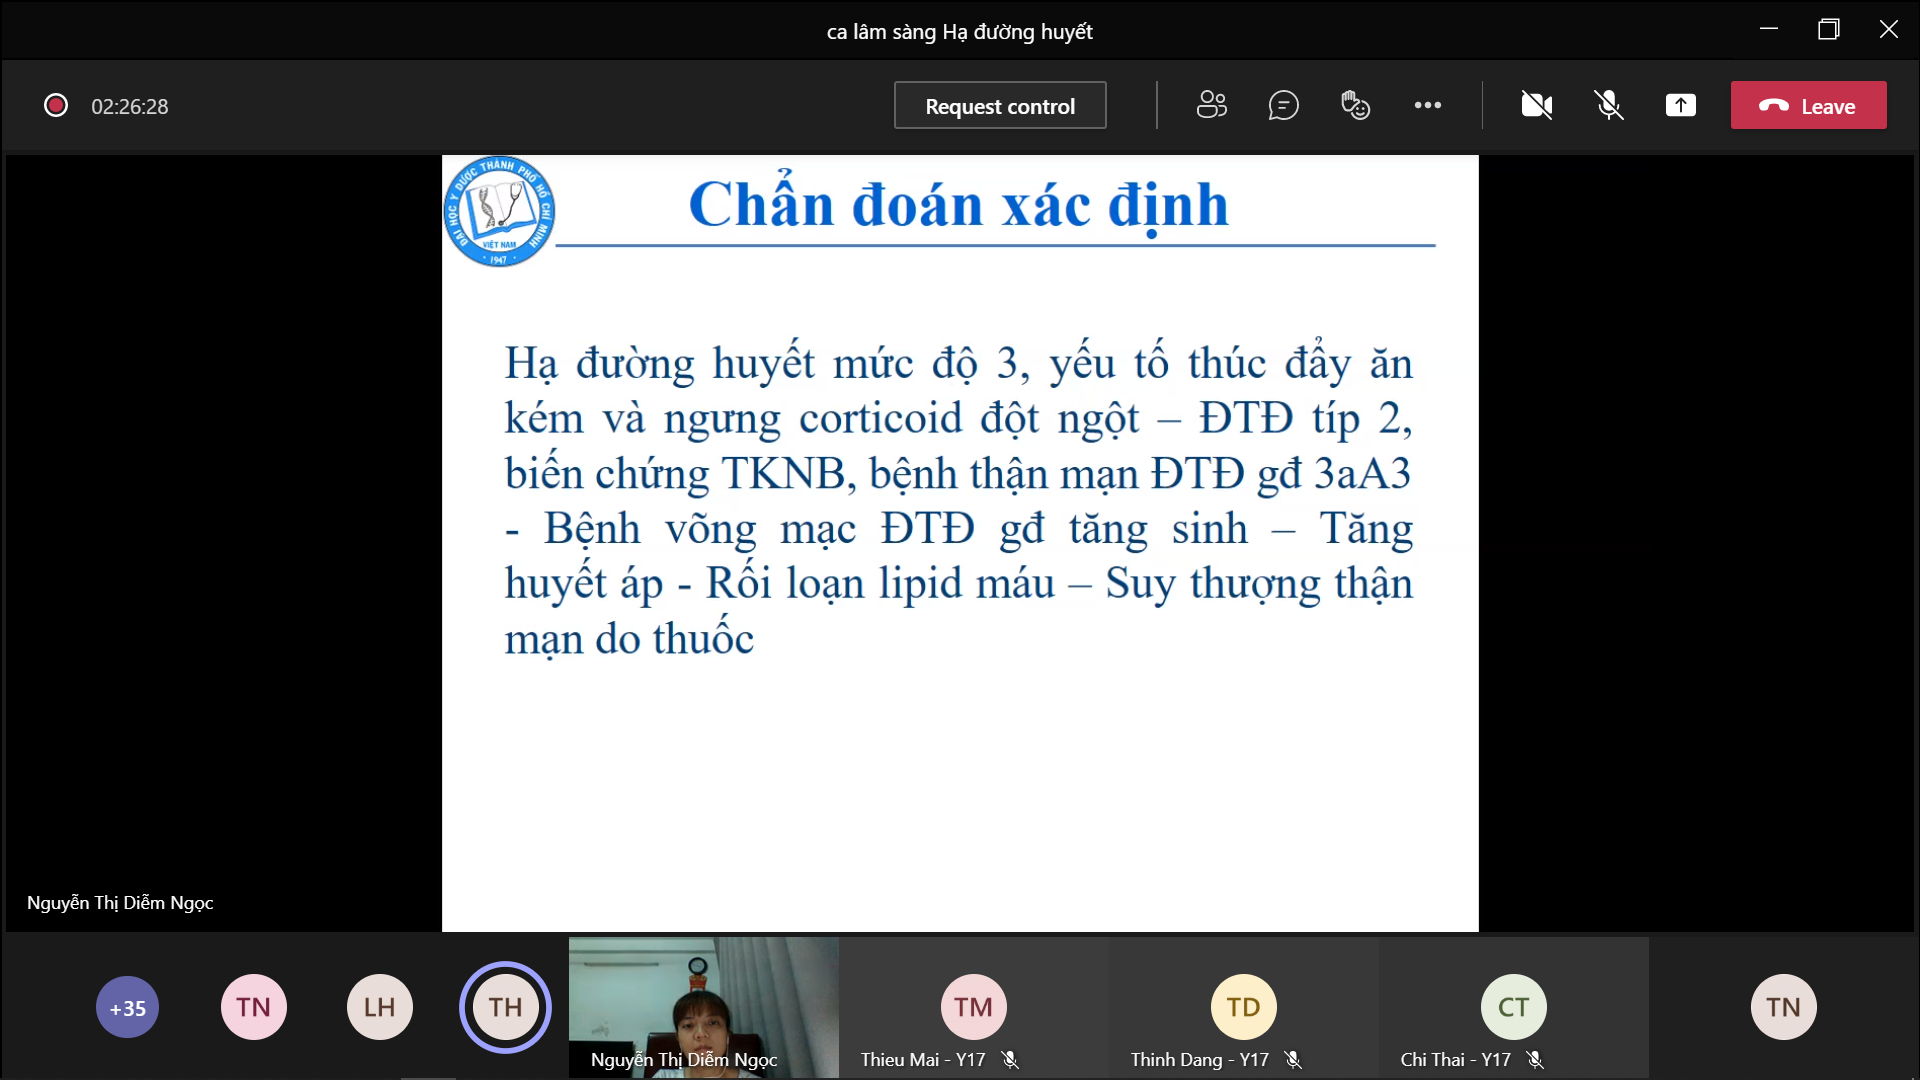 ca lâm sàng Hạ đường huyết
02:26:28
Request control
Leave
ĐẠI HỌC Y DƯỢC THÀNH PHỐ HỒ CHÍ MINH
VIỆT NAM
1947
Chẩn đoán xác định
Hạ đường huyết mức độ 3, yếu tố thúc đẩy ăn
kém và ngưng corticoid đột ngột – ĐTĐ típ 2,
biến chứng TKNB, bệnh thận mạn ĐTĐ gđ 3aA3
- Bệnh võng mạc ĐTĐ gđ tăng sinh – Tăng
huyết áp - Rối loạn lipid máu – Suy thượng thận
mạn do thuốc
Nguyễn Thị Diễm Ngọc
+35
TN
LH
TH
Nguyễn Thị Diễm Ngọc
TM
Thieu Mai - Y17
TD
Thinh Dang - Y17
CT
Chi Thai - Y17
TN